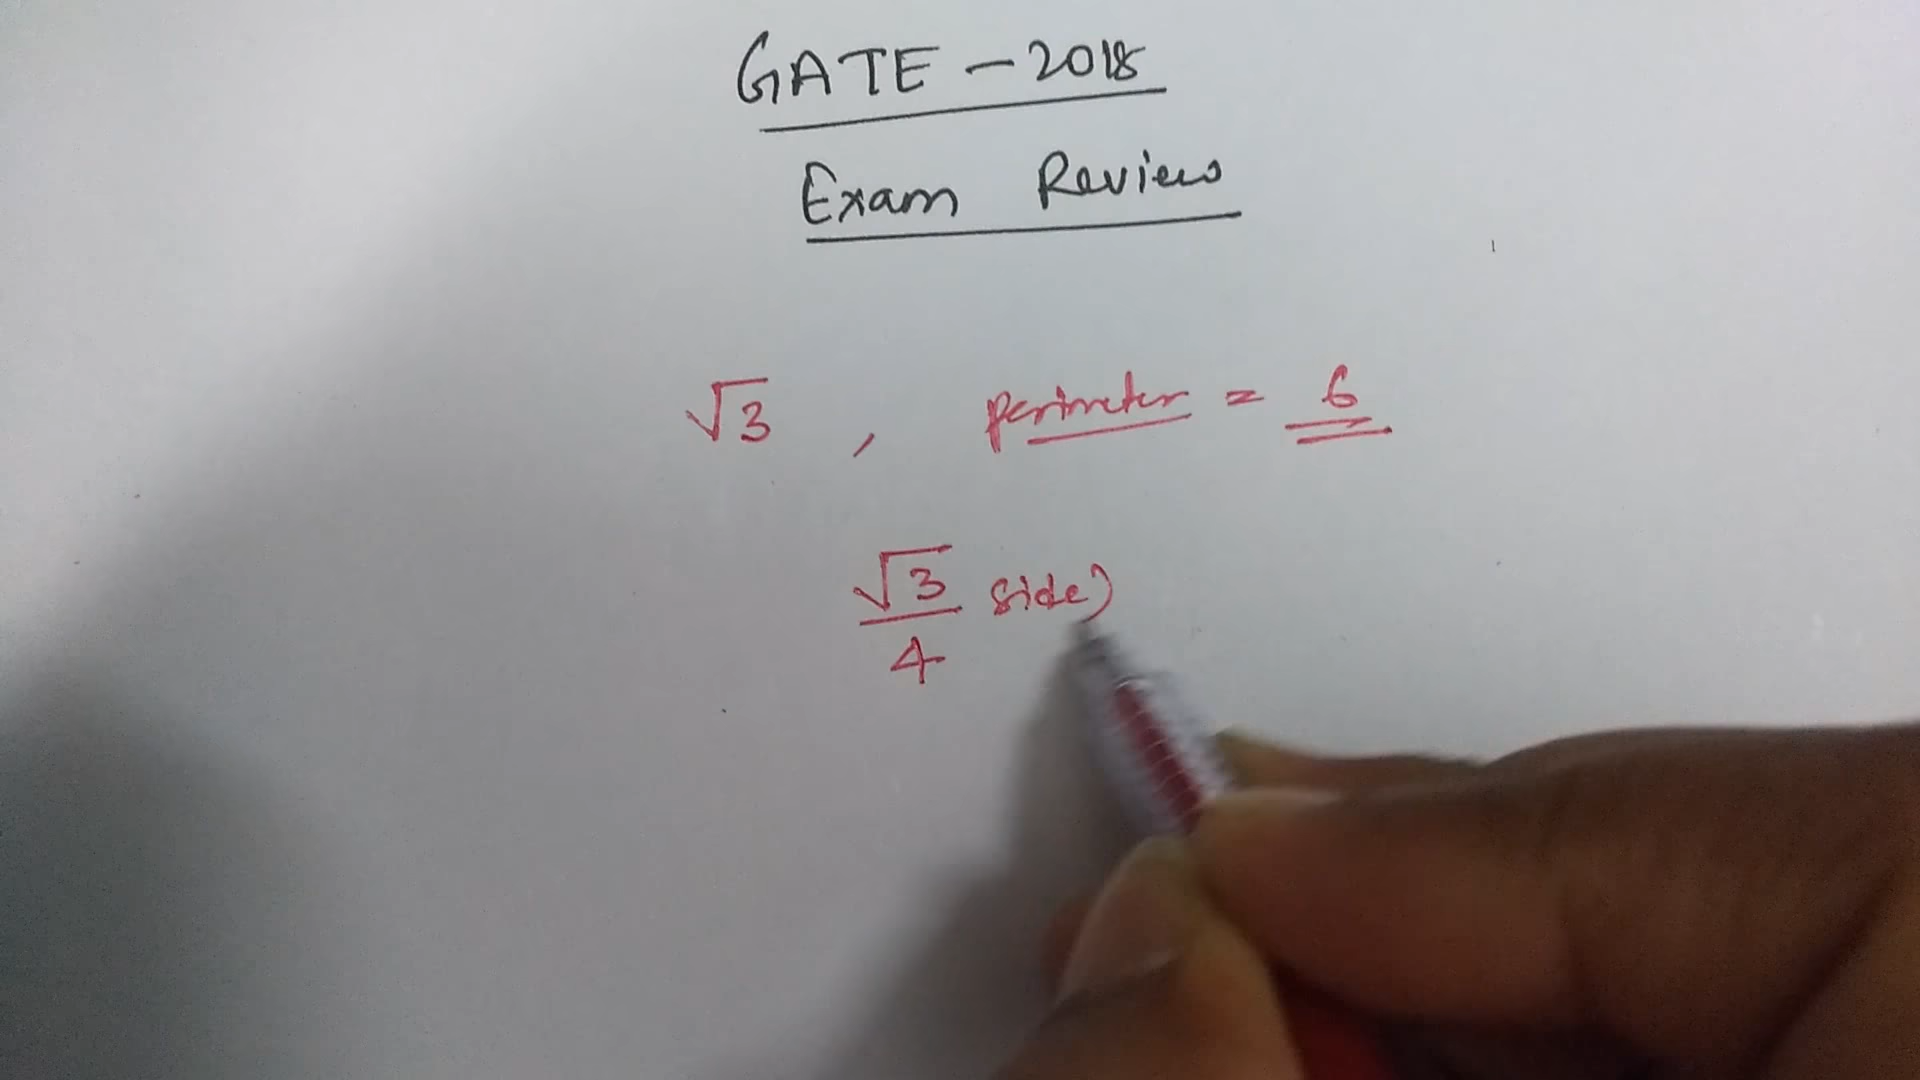 GATE - 2018
Exam Review
√3 , perimeter = 6
√3/4 side)